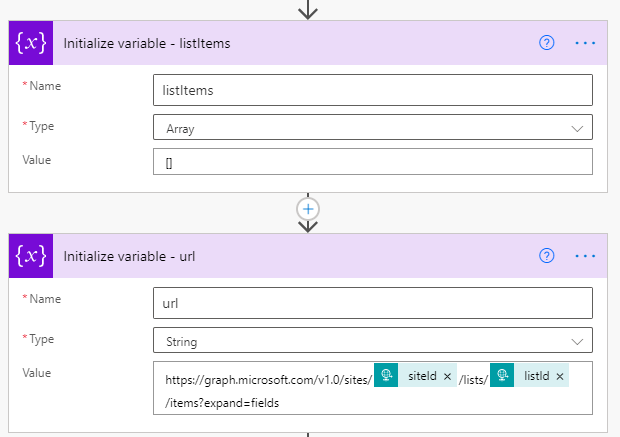 {x} Initialize variable - listItems ? ...
*Name listItems
*Type Array
Value []
+
{x} Initialize variable - url ? ...
*Name url
*Type String
Value https://graph.microsoft.com/v1.0/sites/ siteId × /lists/ listId ×
/items?expand=fields